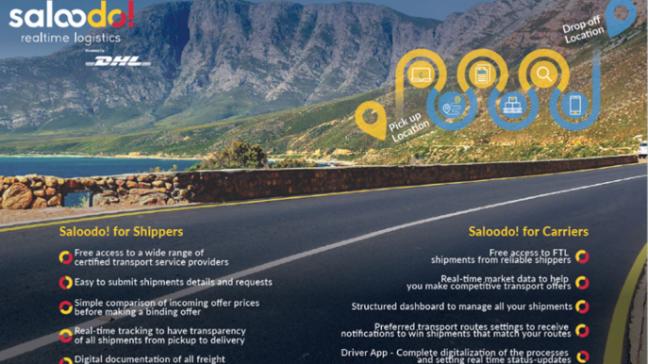 saloodo!
realtime logistics
DHL
Drop off
Location
Pick up
Location
Saloodo! for Shippers
Free access to a wide range of
certified transport service providers
Easy to submit shipments details and requests
Simple comparison of incoming offer prices
before making a binding offer
Real-time tracking to have transparency
of all shipments from pickup to delivery
Digital documentation of all freight
Saloodo! for Carriers
Free access to FTL
shipments from reliable shippers
Real-time market data to help
you make competitive transport offers
Structured dashboard to manage all your shipments
Preferred transport routes settings to receive
notifications to win shipments that match your routes
Driver App - Complete digitalization of the processes
and setting real time status-updates